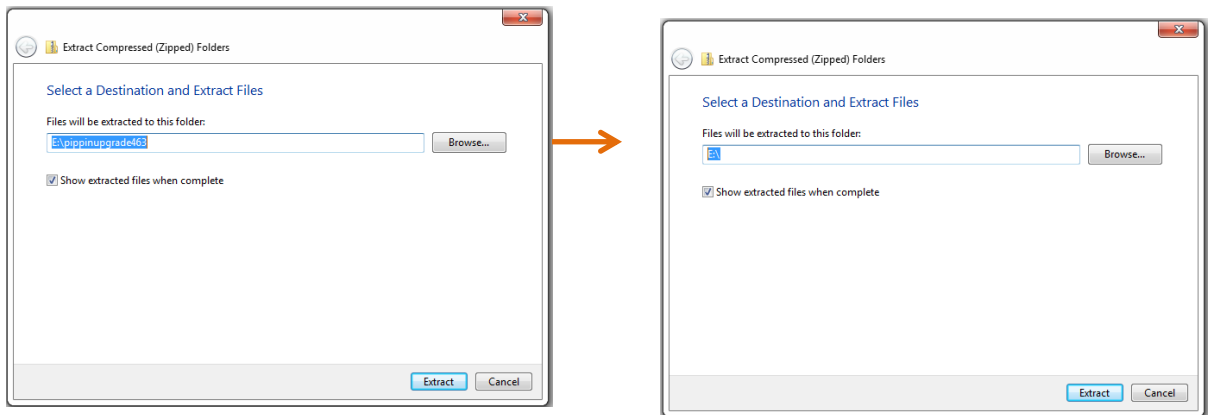 Extract Compressed (Zipped) Folders
Select a Destination and Extract Files
Files will be extracted to this folder:
E:\pippinupgrade463
Browse...
Show extracted files when complete
Extract
Cancel
Extract Compressed (Zipped) Folders
Select a Destination and Extract Files
Files will be extracted to this folder:
E:\
Browse...
Show extracted files when complete
Extract
Cancel